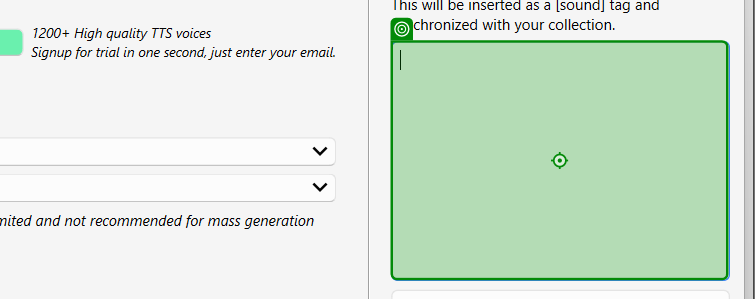 This will be inserted as a [sound] tag and
chronized with your collection.
1200+ High quality TTS voices
Signup for trial in one second, just enter your email.
mited and not recommended for mass generation